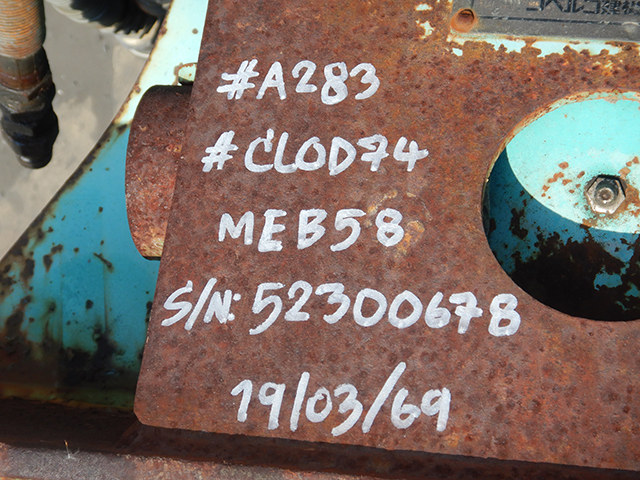 #A283
#CLOD74
MEB58
S/N: 52300678
19/03/69